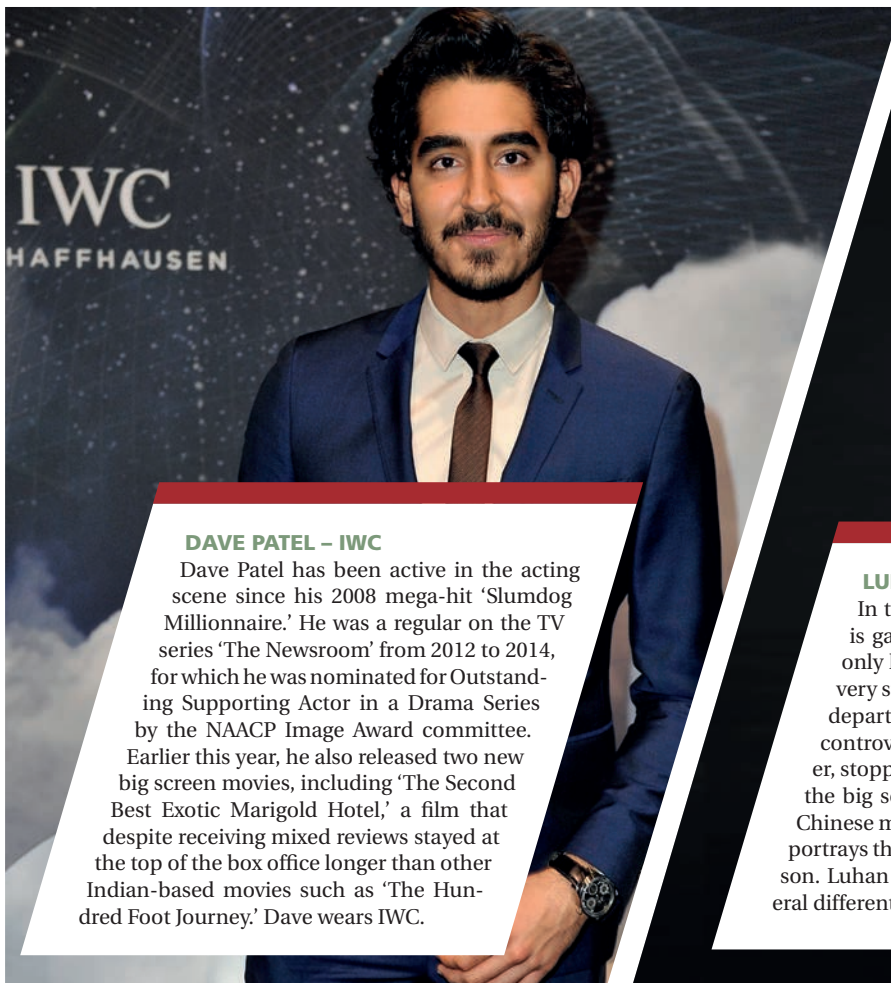 IWC
HAFFHAUSEN
DAVE PATEL – IWC
Dave Patel has been active in the acting
scene since his 2008 mega-hit ‘Slumdog
Millionnaire.’ He was a regular on the TV
series ‘The Newsroom’ from 2012 to 2014,
for which he was nominated for Outstand-
ing Supporting Actor in a Drama Series
by the NAACP Image Award committee.
Earlier this year, he also released two new
big screen movies, including ‘The Second
Best Exotic Marigold Hotel,’ a film that
despite receiving mixed reviews stayed at
the top of the box office longer than other
Indian-based movies such as ‘The Hun-
dred Foot Journey.’ Dave wears IWC.
LU
In t
is ga
only
very s
depart
controv
er, stopp
the big s
Chinese m
portrays th
son. Luhan
eral different